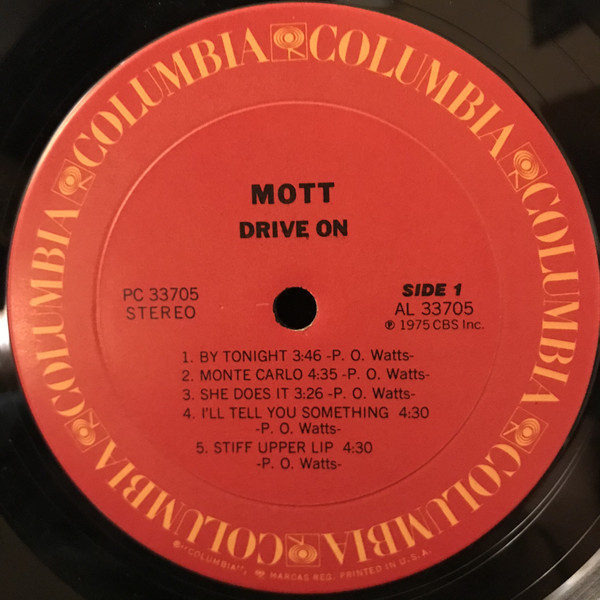 COLUMBIA COLUMBIA COLUMBIA COLUMBIA COLUMBIA COLUMBIA COLUMBIA COLUMBIA
MOTT
DRIVE ON
PC 33705
STEREO
SIDE 1
AL 33705
℗ 1975 CBS Inc.
1. BY TONIGHT 3:46 -P. O. Watts-
2. MONTE CARLO 4:35 -P. O. Watts-
3. SHE DOES IT 3:26 -P. O. Watts-
4. I'LL TELL YOU SOMETHING 4:30
-P. O. Watts-
5. STIFF UPPER LIP 4:30
-P. O. Watts-
®"COLUMBIA", MARCAS REG. PRINTED IN U.S.A.